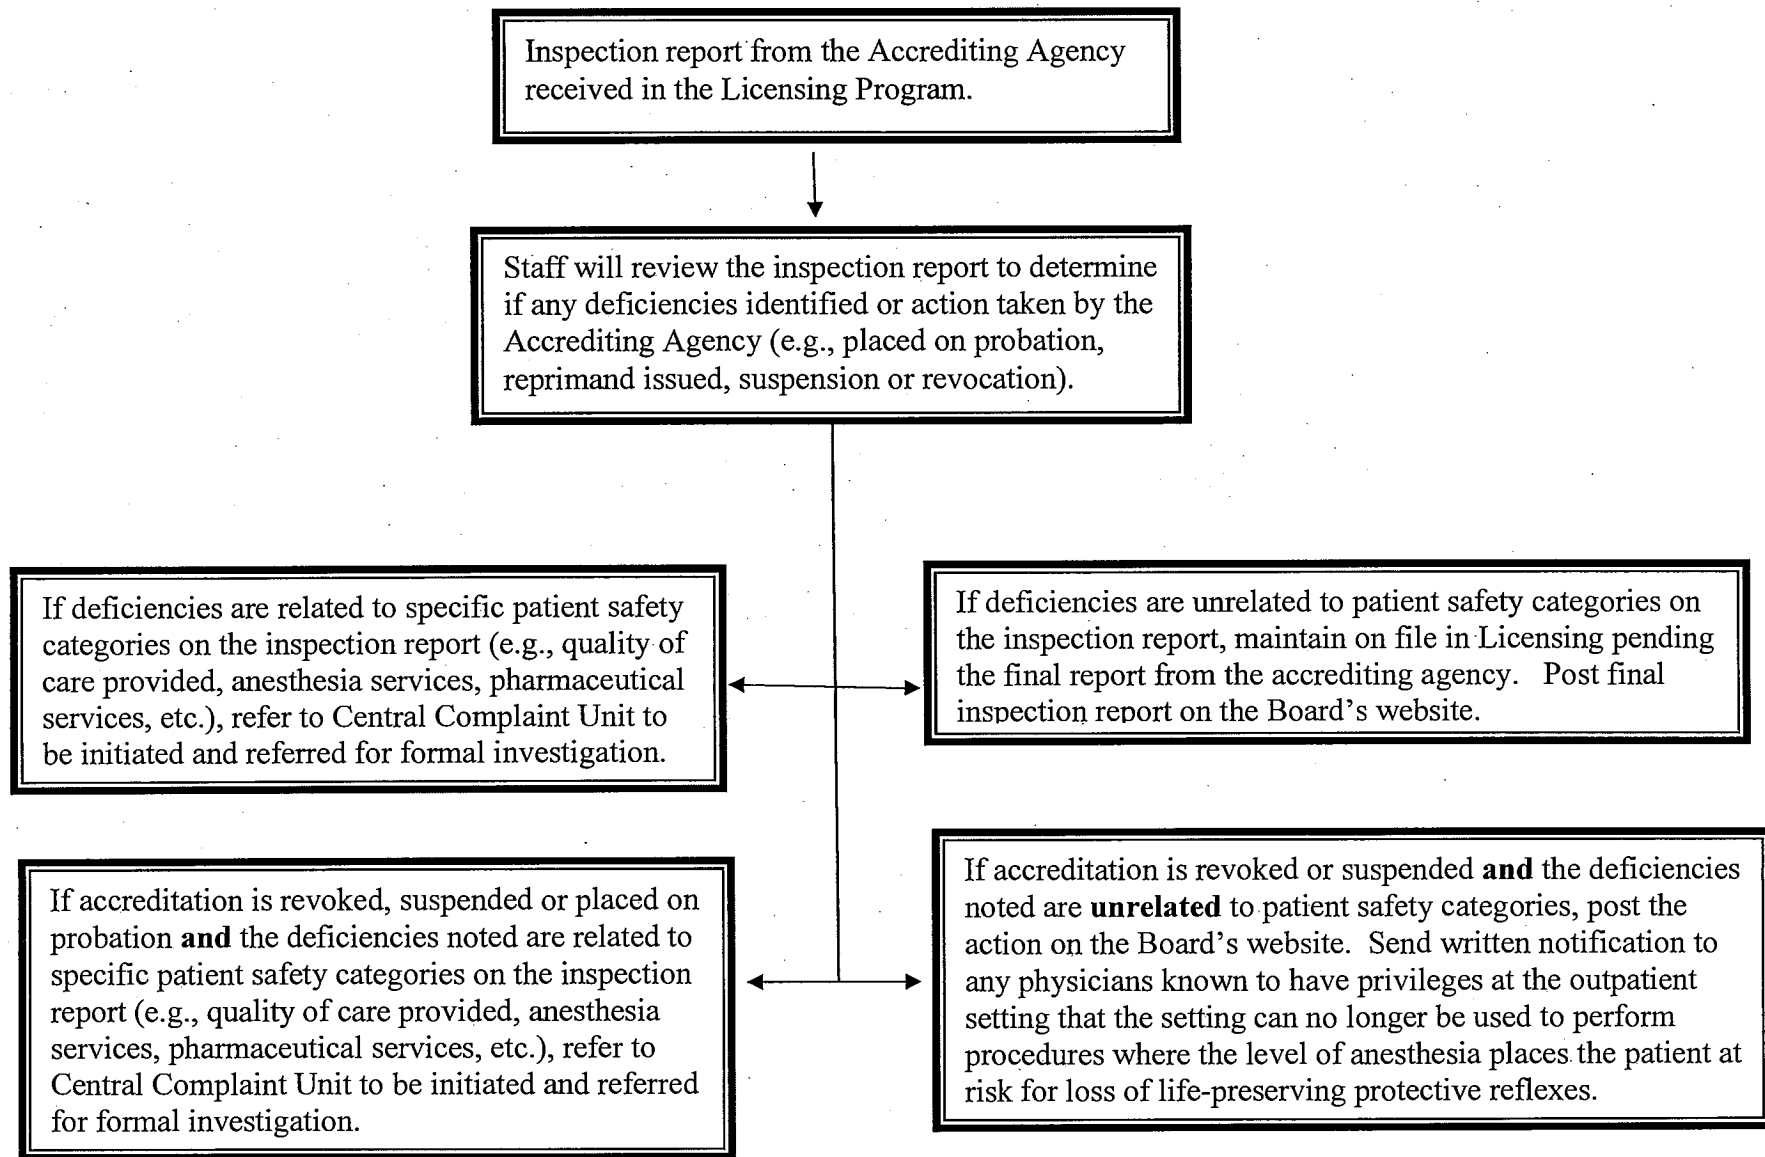 Inspection report from the Accrediting Agency
received in the Licensing Program.
Staff will review the inspection report to determine
if any deficiencies identified or action taken by the
Accrediting Agency (e.g., placed on probation,
reprimand issued, suspension or revocation).
If deficiencies are related to specific patient safety
categories on the inspection report (e.g., quality of
care provided, anesthesia services, pharmaceutical
services, etc.), refer to Central Complaint Unit to
be initiated and referred for formal investigation.
If deficiencies are unrelated to patient safety categories on
the inspection report, maintain on file in Licensing pending
the final report from the accrediting agency. Post final
inspection report on the Board's website.
If accreditation is revoked, suspended or placed on
probation and the deficiencies noted are related to
specific patient safety categories on the inspection
report (e.g., quality of care provided, anesthesia
services, pharmaceutical services, etc.), refer to
Central Complaint Unit to be initiated and referred
for formal investigation.
If accreditation is revoked or suspended and the deficiencies
noted are unrelated to patient safety categories, post the
action on the Board's website. Send written notification to
any physicians known to have privileges at the outpatient
setting that the setting can no longer be used to perform
procedures where the level of anesthesia places the patient at
risk for loss of life-preserving protective reflexes.